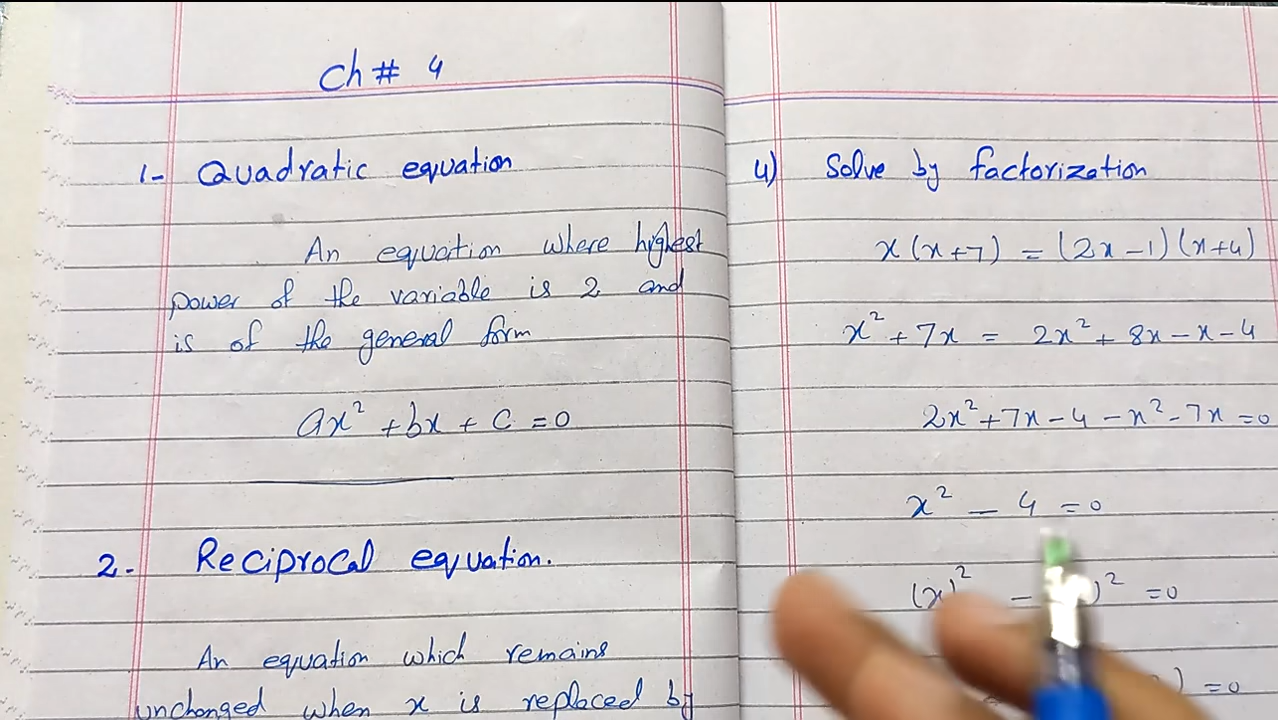 Ch # 4
1- Quadratic equation
An equation where highest
power of the variable is 2 and
is of the general form
ax² + bx + c = 0
2- Reciprocal equation.
An equation which remains
unchanged when x is replaced by
4) Solve by factorization
x(x+7) = (2x-1)(x+4)
x² + 7x = 2x² + 8x - x - 4
2x² + 7x - 4 - x² - 7x = 0
x² - 4 = 0
(x)² - )² = 0
) = 0